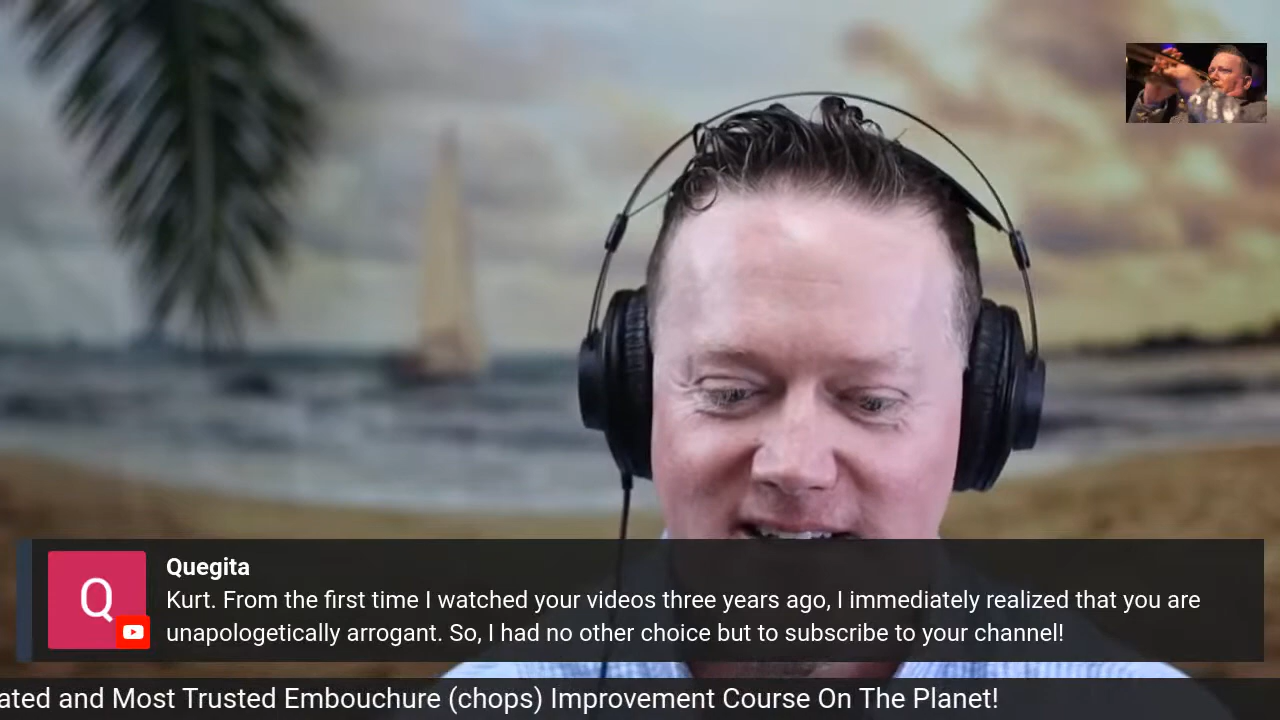 Q
Quegita
Kurt. From the first time I watched your videos three years ago, I immediately realized that you are
unapologetically arrogant. So, I had no other choice but to subscribe to your channel!
and Most Trusted Embouchure (chops) Improvement Course On The Planet!